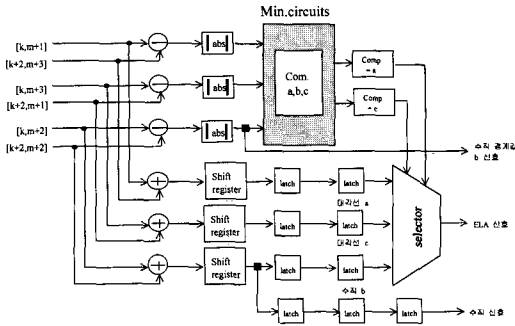 Min.circuits
[k,m+1]
[k+2,m+3]
abs
[k,m+3]
[k+2,m+1]
abs
Com.
a,b,c
Comp
= a
Comp
= c
[k,m+2]
[k+2,m+2]
abs
수직 경계값
b 신호
Shift
register
latch
latch
대각선 a
Shift
register
latch
latch
대각선 c
selector
ELA 신호
Shift
register
latch
latch
수직 b
latch
latch
latch
수직 신호